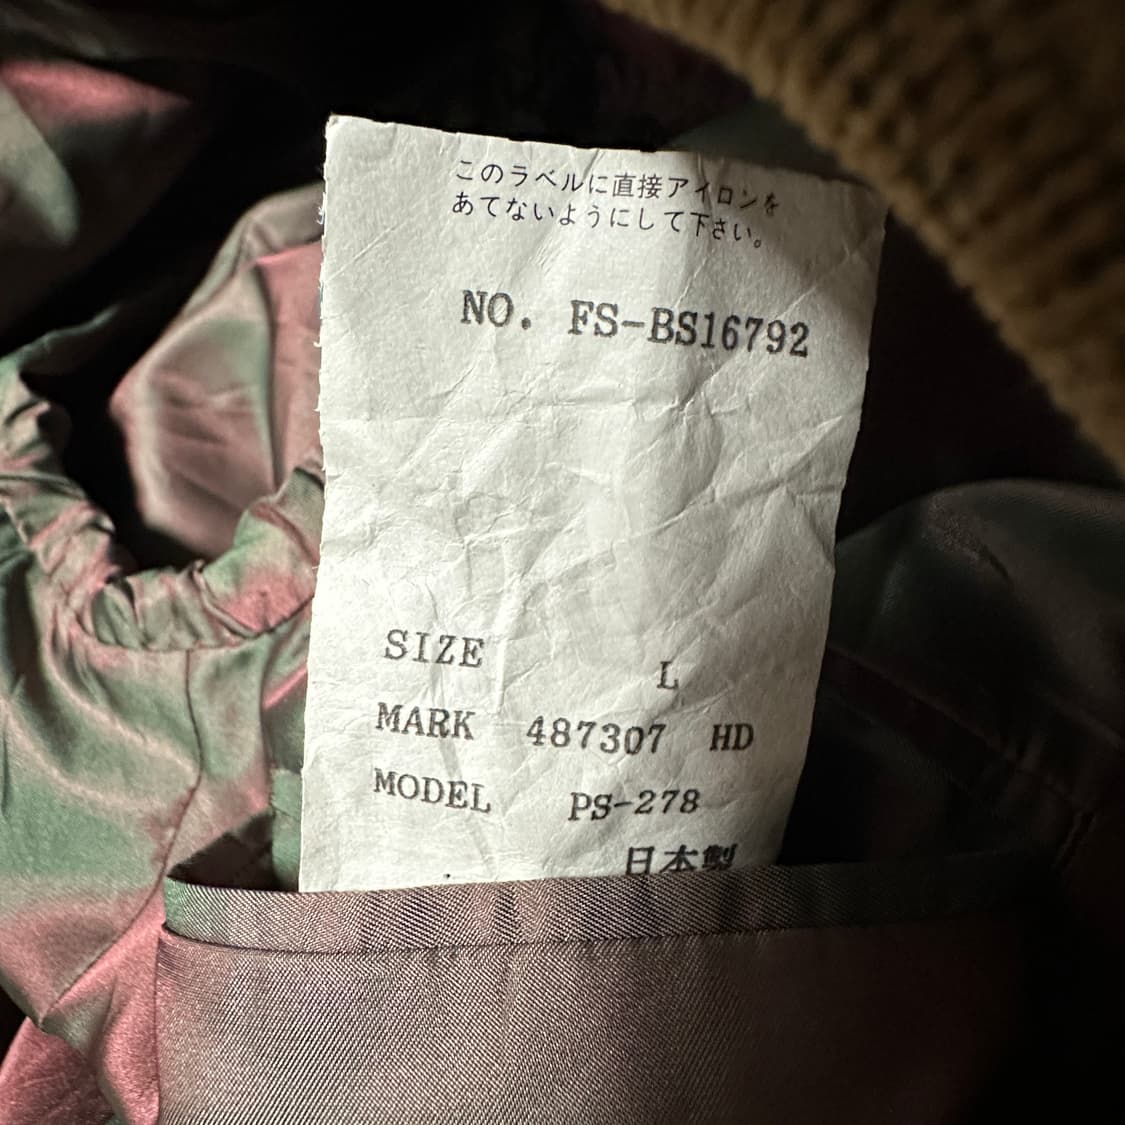 このラベルに直接アイロンを
あてないようにして下さい。
NO. FS-BS16792
SIZE L
MARK 487307 HD
MODEL PS-278
日本製